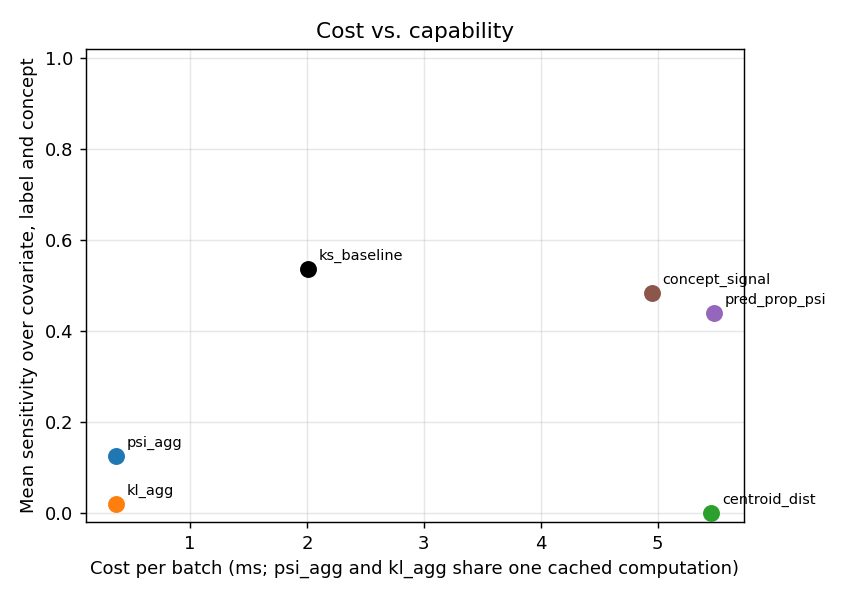 Cost vs. capability
Mean sensitivity over covariate, label and concept
1.0
0.8
0.6
0.4
0.2
0.0
ks_baseline
concept_signal
pred_prop_psi
psi_agg
kl_agg
centroid_dist
1 2 3 4 5
Cost per batch (ms; psi_agg and kl_agg share one cached computation)